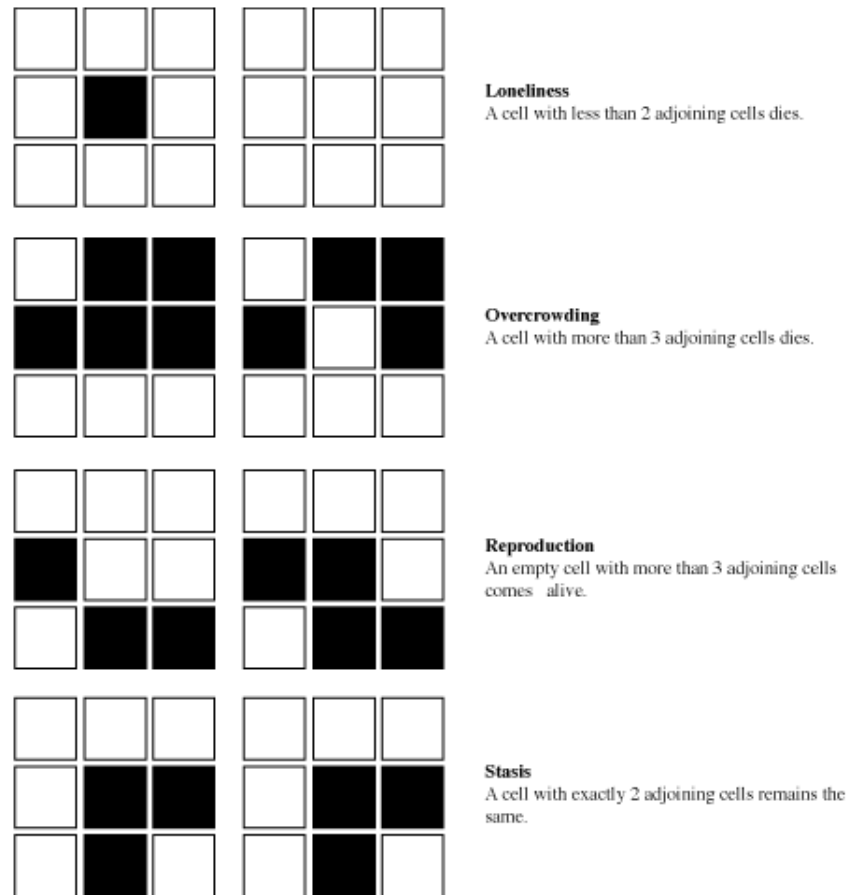 Loneliness
A cell with less than 2 adjoining cells dies.
Overcrowding
A cell with more than 3 adjoining cells dies.
Reproduction
An empty cell with more than 3 adjoining cells
comes alive.
Stasis
A cell with exactly 2 adjoining cells remains the
same.